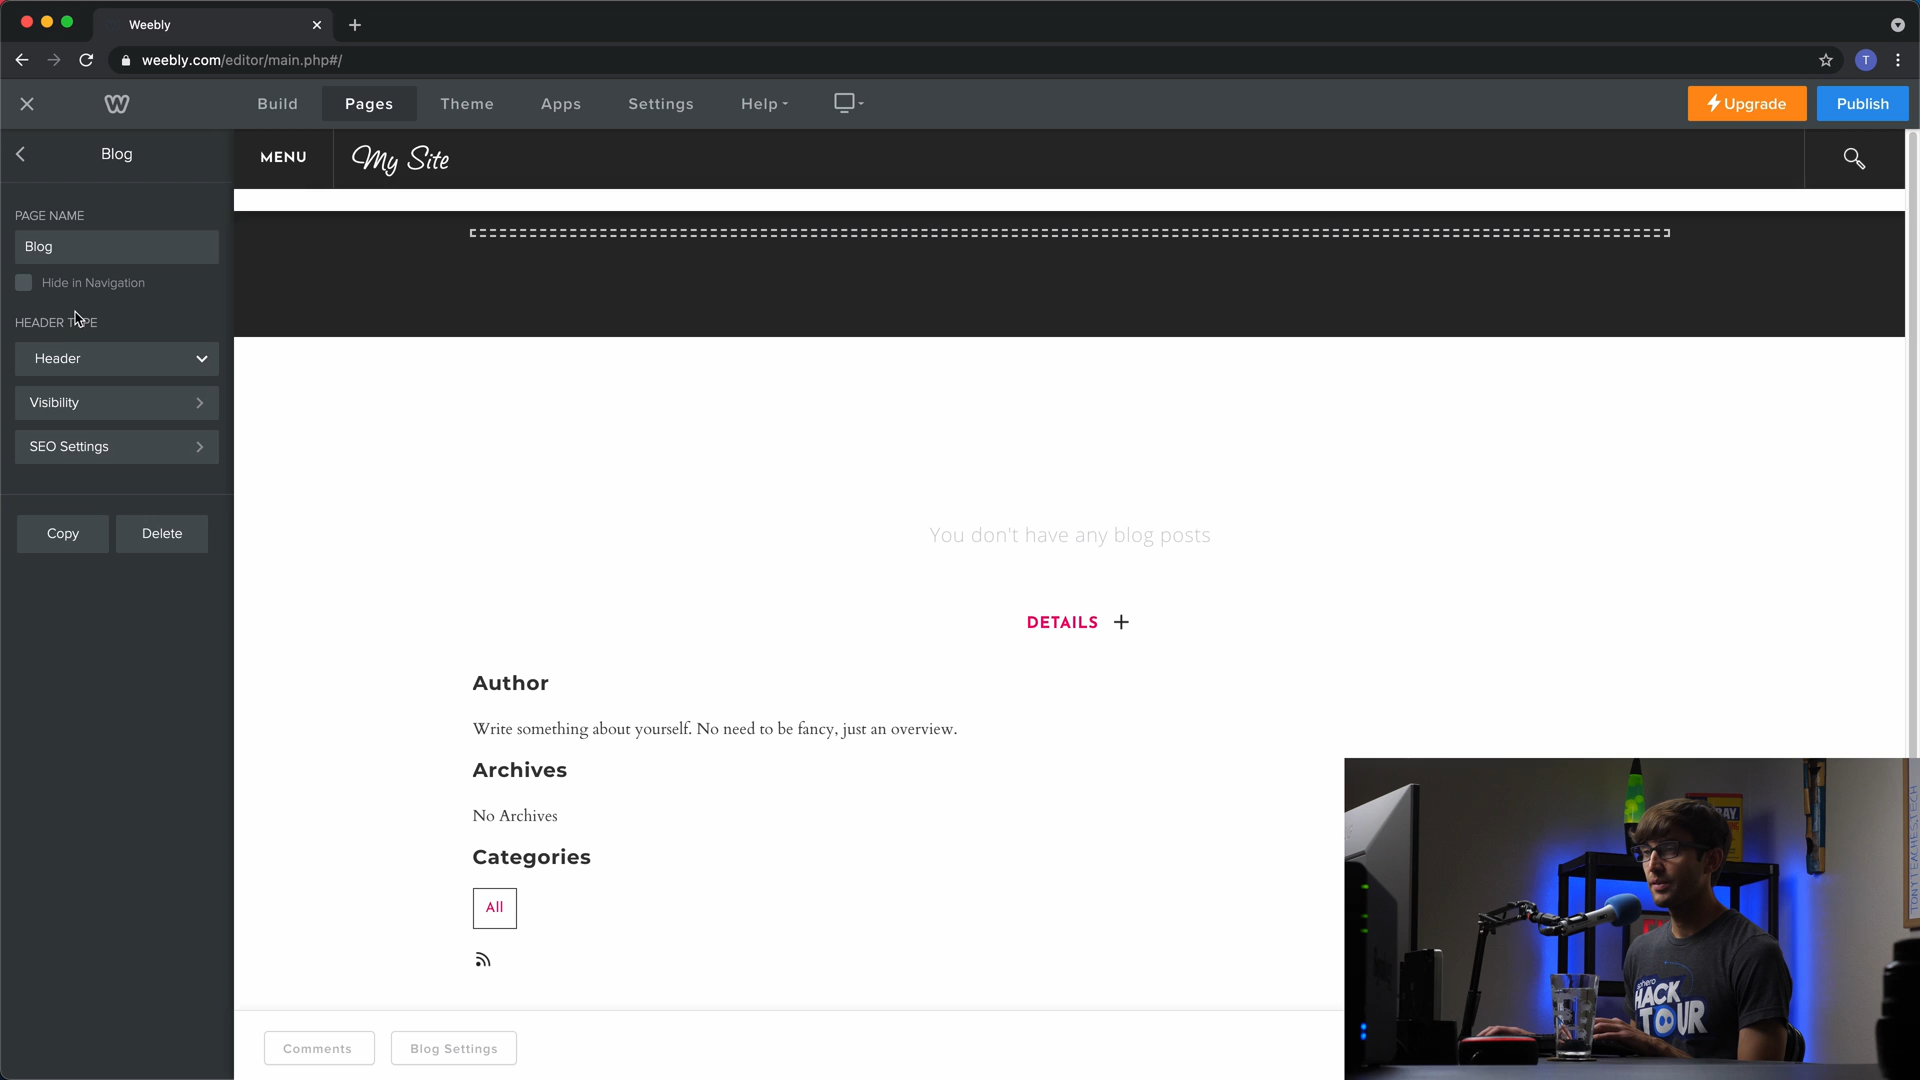 Weebly
weebly.com/editor/main.php#/
T
Build
Pages
Theme
Apps
Settings
Help
Upgrade
Publish
Blog
MENU
My Site
PAGE NAME
Blog
Hide in Navigation
HEADER TYPE
Header
Visibility
SEO Settings
Copy
Delete
You don't have any blog posts
DETAILS
Author
Write something about yourself. No need to be fancy, just an overview.
Archives
No Archives
Categories
All
Comments
Blog Settings
HACK
TOUR
TONYTEACHES.TECH